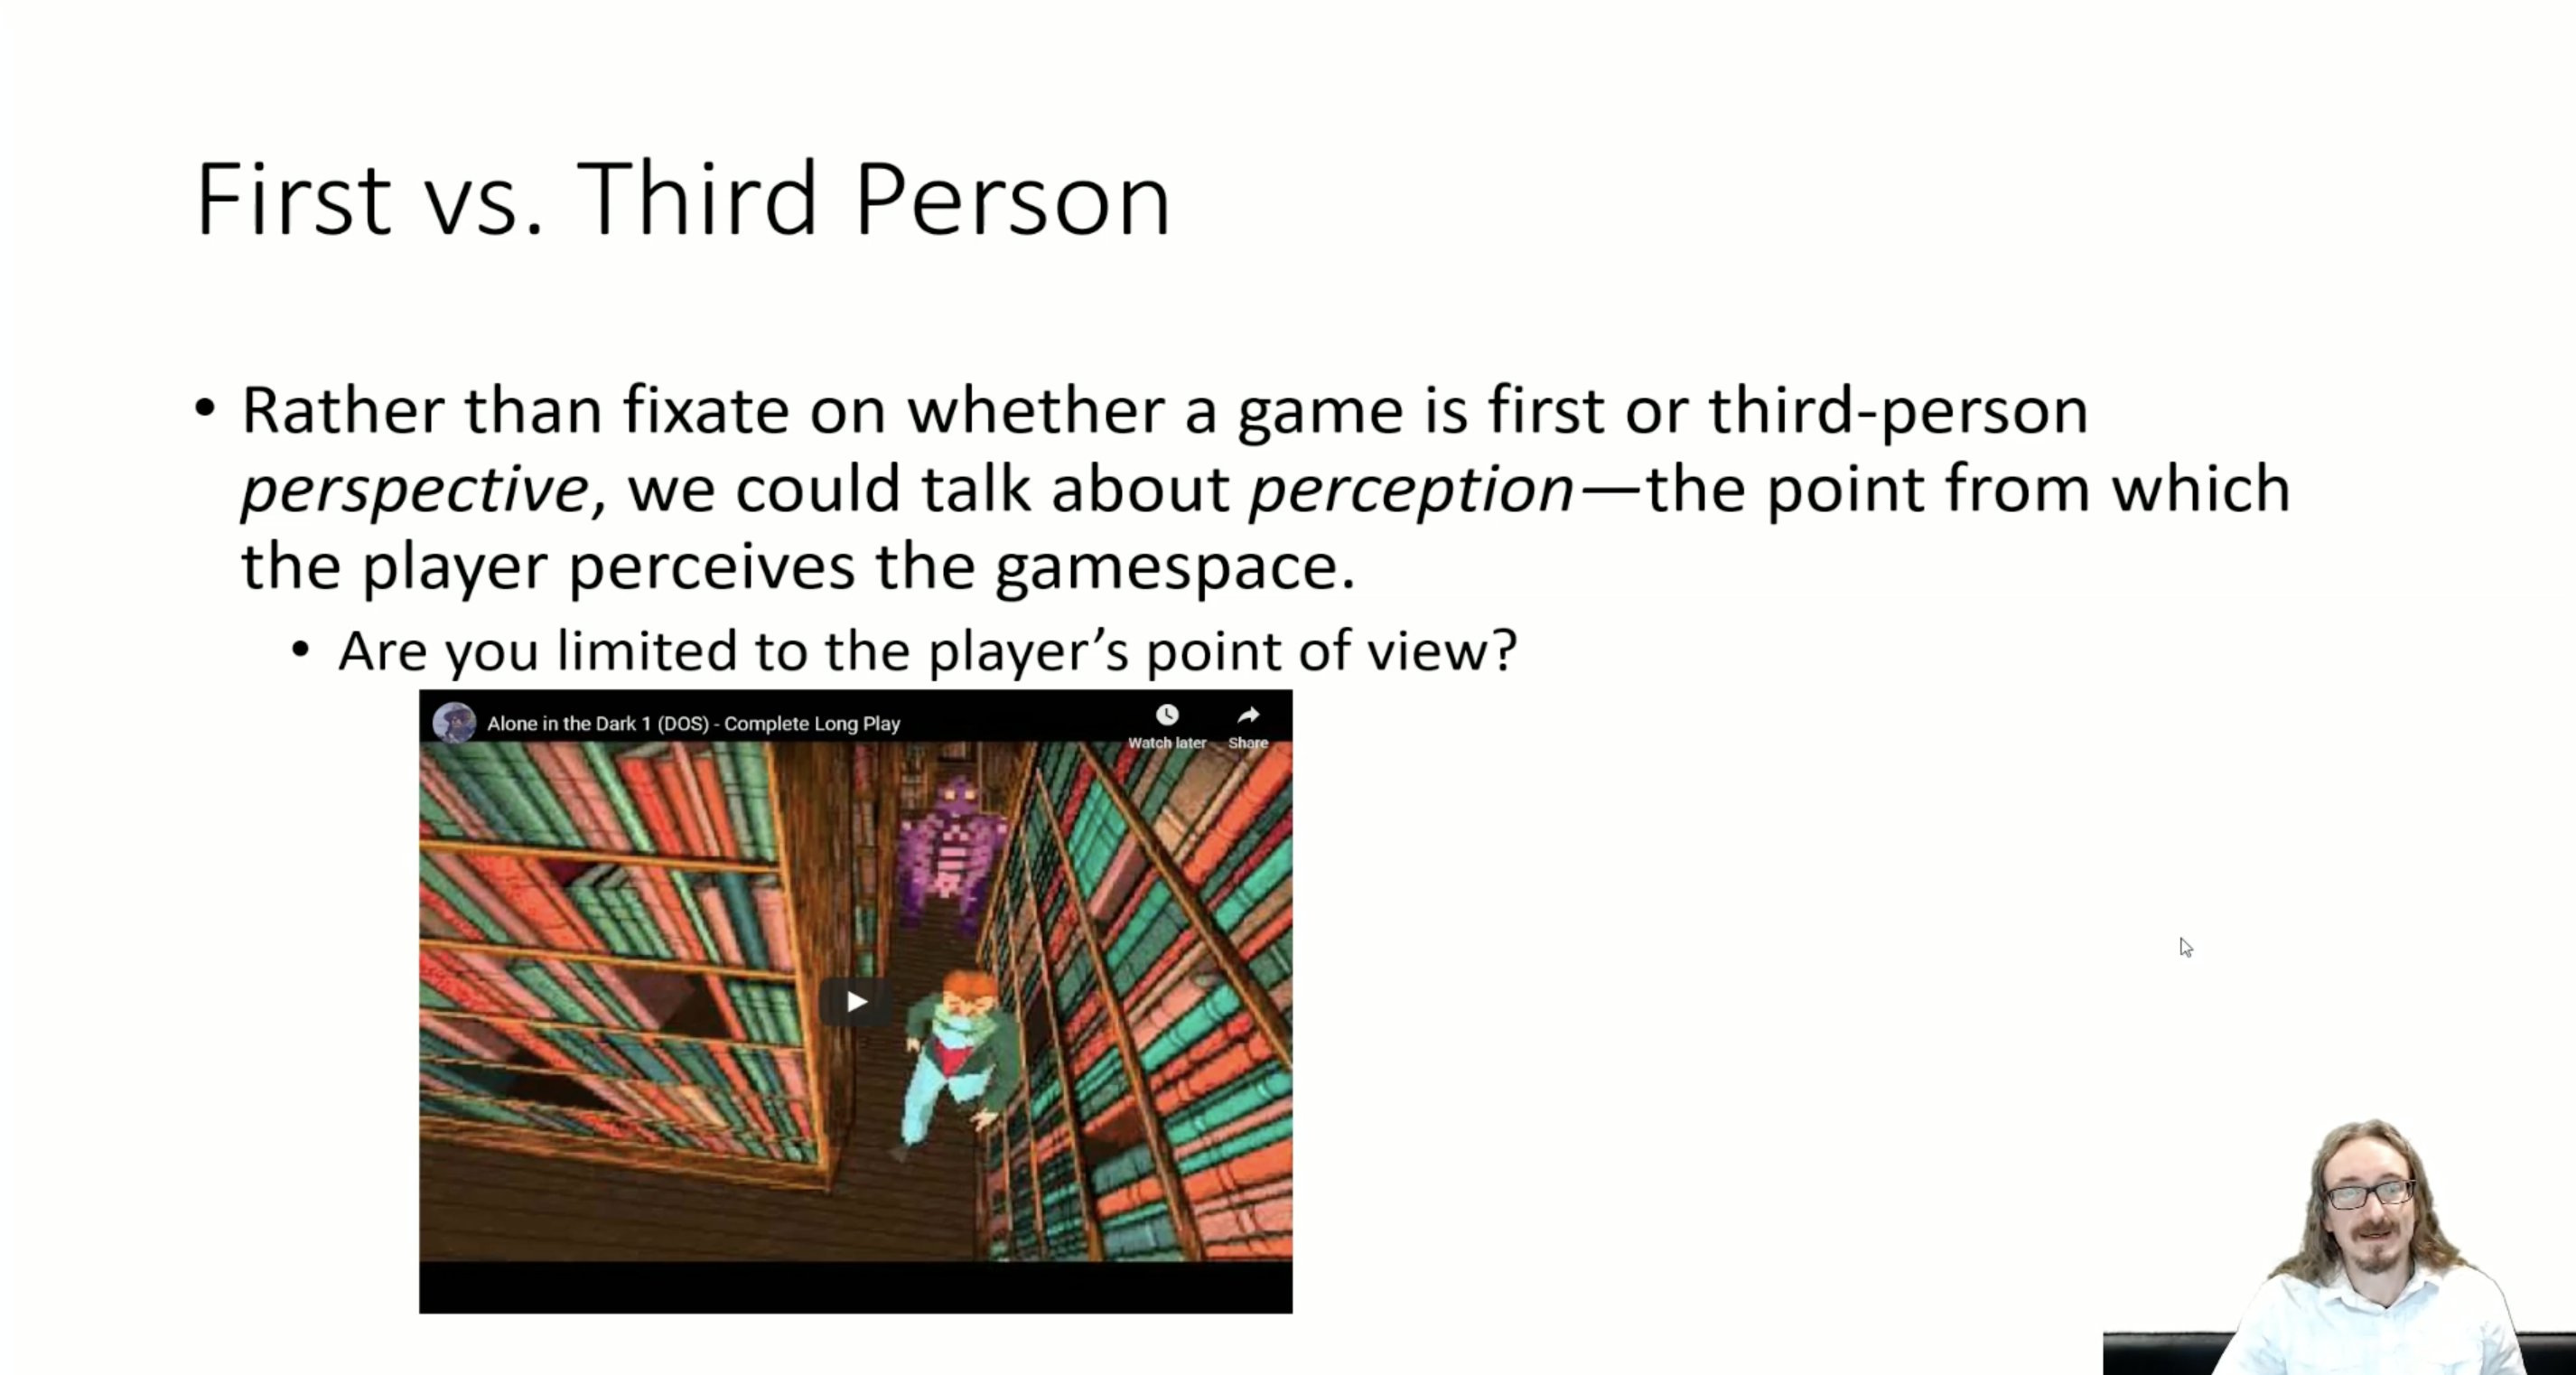 First vs. Third Person
• Rather than fixate on whether a game is first or third-person
perspective, we could talk about perception—the point from which
the player perceives the gamespace.
• Are you limited to the player’s point of view?
Alone in the Dark 1 (DOS) - Complete Long Play
Watch later
Share